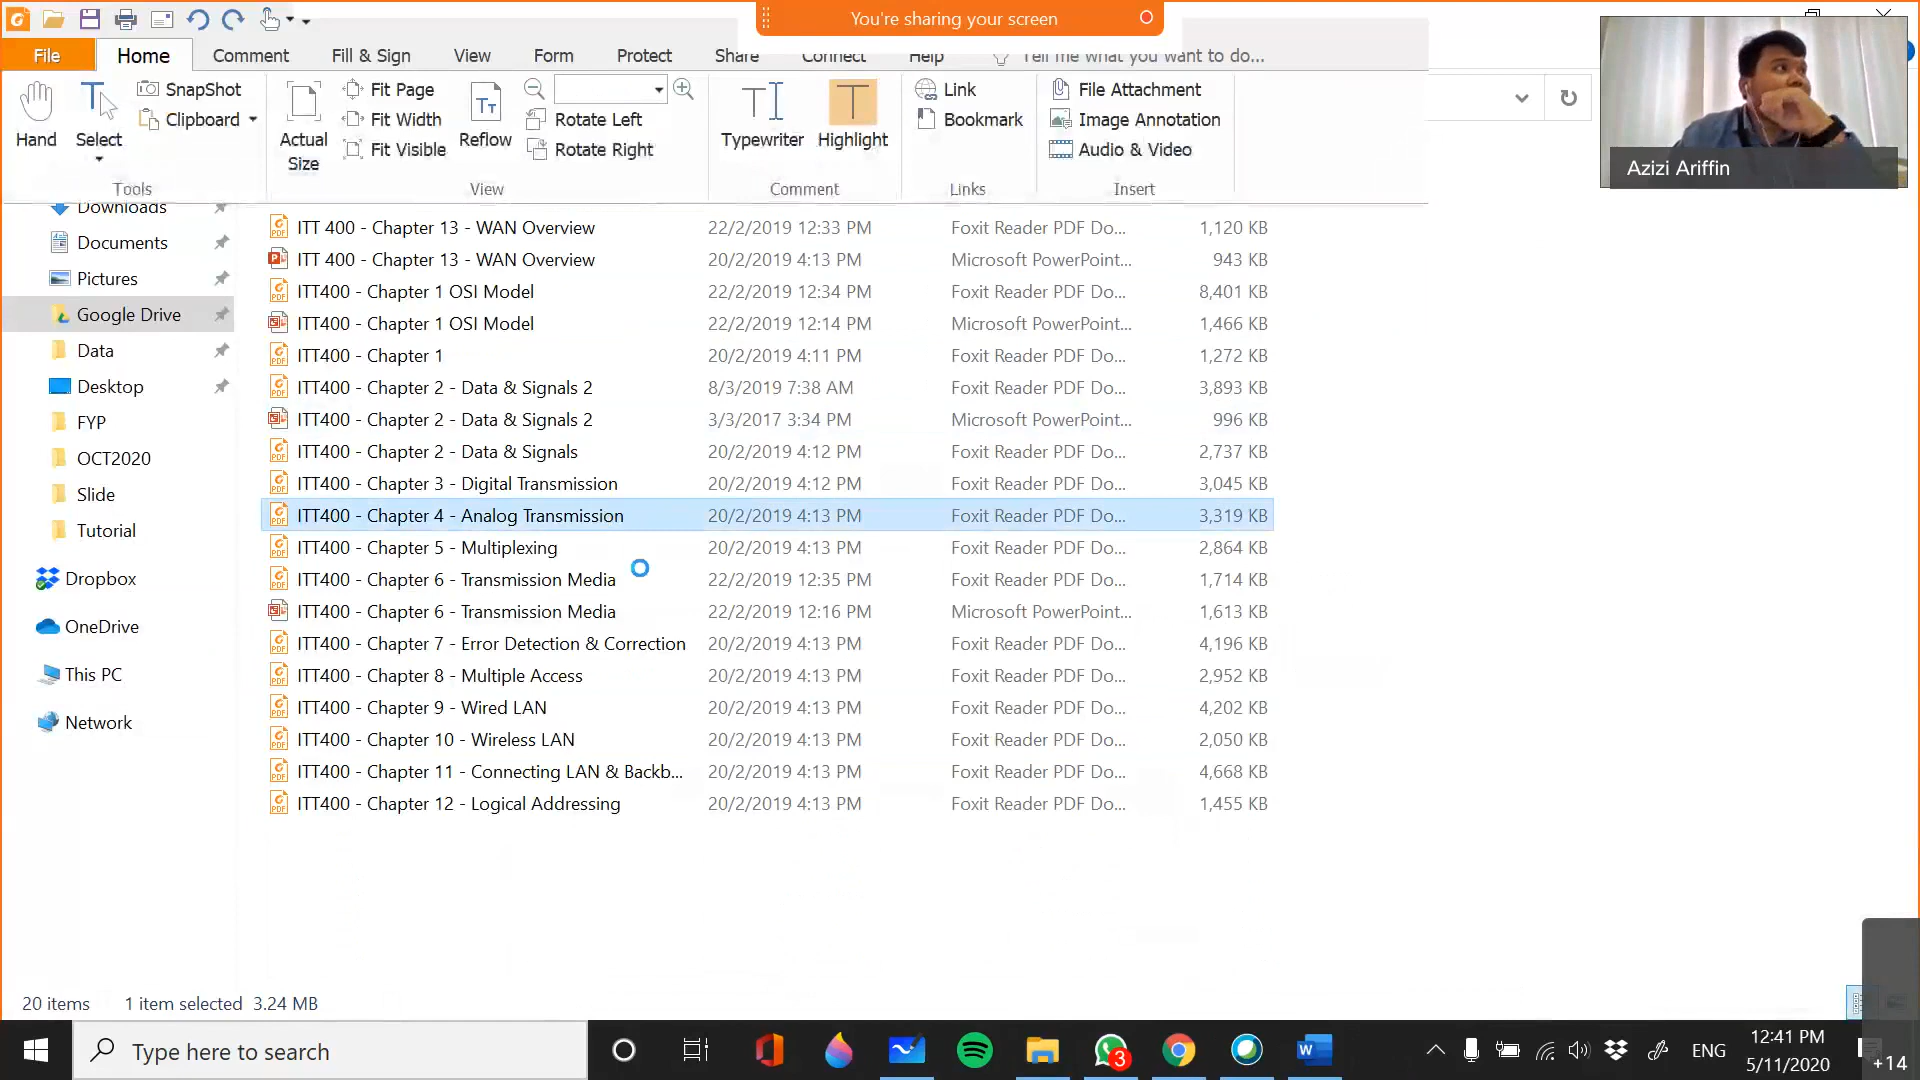 You're sharing your screen
File Home Comment Fill & Sign View Form Protect Share Connect Help Tell me what you want to do...
Hand
Select
SnapShot
Clipboard
Tools
Actual Size
Fit Page
Fit Width
Fit Visible
Reflow
Rotate Left
Rotate Right
View
Typewriter
Highlight
Comment
Link
Bookmark
Links
File Attachment
Image Annotation
Audio & Video
Insert
Azizi Ariffin
Downloads
Documents
Pictures
Google Drive
Data
Desktop
FYP
OCT2020
Slide
Tutorial
Dropbox
OneDrive
This PC
Network
ITT 400 - Chapter 13 - WAN Overview 22/2/2019 12:33 PM Foxit Reader PDF Do... 1,120 KB
ITT 400 - Chapter 13 - WAN Overview 20/2/2019 4:13 PM Microsoft PowerPoint... 943 KB
ITT400 - Chapter 1 OSI Model 22/2/2019 12:34 PM Foxit Reader PDF Do... 8,401 KB
ITT400 - Chapter 1 OSI Model 22/2/2019 12:14 PM Microsoft PowerPoint... 1,466 KB
ITT400 - Chapter 1 20/2/2019 4:11 PM Foxit Reader PDF Do... 1,272 KB
ITT400 - Chapter 2 - Data & Signals 2 8/3/2019 7:38 AM Foxit Reader PDF Do... 3,893 KB
ITT400 - Chapter 2 - Data & Signals 2 3/3/2017 3:34 PM Microsoft PowerPoint... 996 KB
ITT400 - Chapter 2 - Data & Signals 20/2/2019 4:12 PM Foxit Reader PDF Do... 2,737 KB
ITT400 - Chapter 3 - Digital Transmission 20/2/2019 4:12 PM Foxit Reader PDF Do... 3,045 KB
ITT400 - Chapter 4 - Analog Transmission 20/2/2019 4:13 PM Foxit Reader PDF Do... 3,319 KB
ITT400 - Chapter 5 - Multiplexing 20/2/2019 4:13 PM Foxit Reader PDF Do... 2,864 KB
ITT400 - Chapter 6 - Transmission Media 22/2/2019 12:35 PM Foxit Reader PDF Do... 1,714 KB
ITT400 - Chapter 6 - Transmission Media 22/2/2019 12:16 PM Microsoft PowerPoint... 1,613 KB
ITT400 - Chapter 7 - Error Detection & Correction 20/2/2019 4:13 PM Foxit Reader PDF Do... 4,196 KB
ITT400 - Chapter 8 - Multiple Access 20/2/2019 4:13 PM Foxit Reader PDF Do... 2,952 KB
ITT400 - Chapter 9 - Wired LAN 20/2/2019 4:13 PM Foxit Reader PDF Do... 4,202 KB
ITT400 - Chapter 10 - Wireless LAN 20/2/2019 4:13 PM Foxit Reader PDF Do... 2,050 KB
ITT400 - Chapter 11 - Connecting LAN & Backb... 20/2/2019 4:13 PM Foxit Reader PDF Do... 4,668 KB
ITT400 - Chapter 12 - Logical Addressing 20/2/2019 4:13 PM Foxit Reader PDF Do... 1,455 KB
20 items 1 item selected 3.24 MB
Type here to search
3
ENG
12:41 PM
5/11/2020
+14